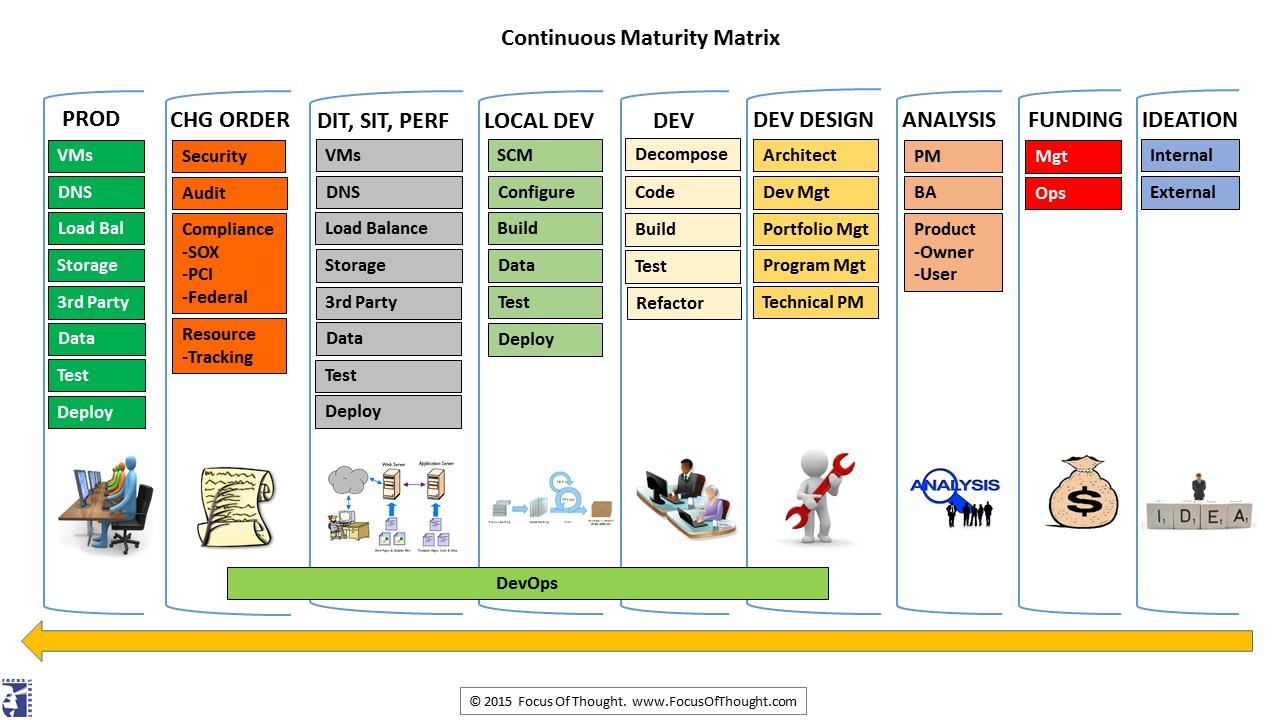 Continuous Maturity Matrix
PROD
VMs
DNS
Load Bal
Storage
3rd Party
Data
Test
Deploy
CHG ORDER
Security
Audit
Compliance
-SOX
-PCI
-Federal
Resource
-Tracking
DIT, SIT, PERF
VMs
DNS
Load Balance
Storage
3rd Party
Data
Test
Deploy
Web Server
Application Server
LOCAL DEV
SCM
Configure
Build
Data
Test
Deploy
DEV
Decompose
Code
Build
Test
Refactor
DEV DESIGN
Architect
Dev Mgt
Portfolio Mgt
Program Mgt
Technical PM
ANALYSIS
PM
BA
Product
-Owner
-User
ANALYSIS
FUNDING
Mgt
Ops
$
IDEATION
Internal
External
I, D, E, A,
DevOps
FOCUS
© 2015 Focus Of Thought. www.FocusOfThought.com